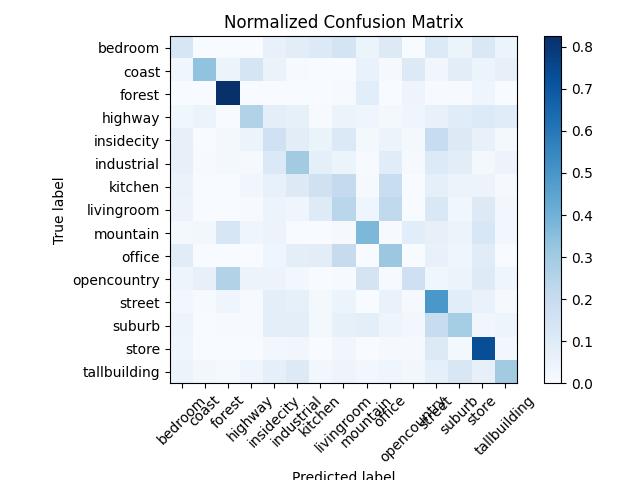 Normalized Confusion Matrix
bedroom
coast
forest
highway
insidecity
industrial
kitchen
livingroom
mountain
office
opencountry
street
suburb
store
tallbuilding
True label
bedroom
coast
forest
highway
insidecity
industrial
kitchen
livingroom
mountain
office
opencountry
street
suburb
store
tallbuilding
Predicted label
0.8
0.7
0.6
0.5
0.4
0.3
0.2
0.1
0.0